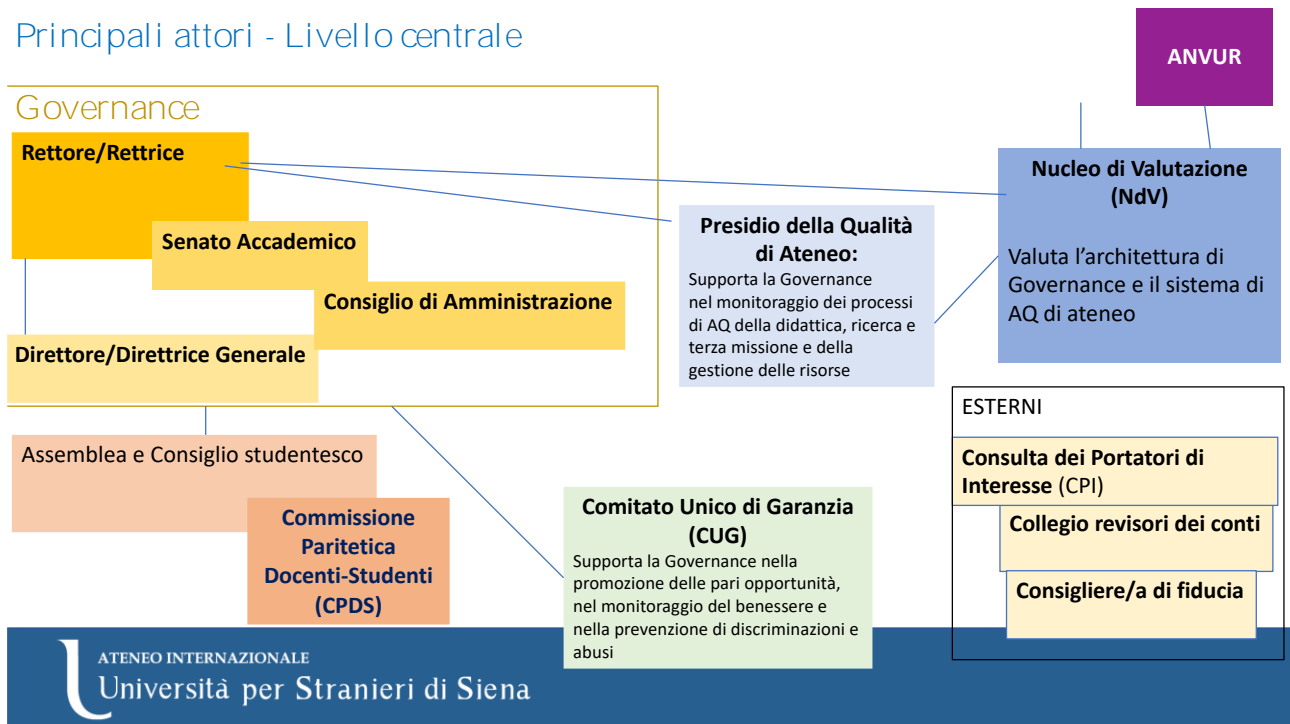 Principali attori - Livello centrale
ANVUR
Governance
Rettore/Rettrice
Senato Accademico
Consiglio di Amministrazione
Direttore/Direttrice Generale
Presidio della Qualità
di Ateneo:
Supporta la Governance
nel monitoraggio dei processi
di AQ della didattica, ricerca e
terza missione e della
gestione delle risorse
Nucleo di Valutazione
(NdV)
Valuta l’architettura di
Governance e il sistema di
AQ di ateneo
Assemblea e Consiglio studentesco
Commissione
Paritetica
Docenti-Studenti
(CPDS)
Comitato Unico di Garanzia
(CUG)
Supporta la Governance nella
promozione delle pari opportunità,
nel monitoraggio del benessere e
nella prevenzione di discriminazioni e
abusi
ESTERNI
Consulta dei Portatori di
Interesse (CPI)
Collegio revisori dei conti
Consigliere/a di fiducia
ATENEO INTERNAZIONALE
Università per Stranieri di Siena